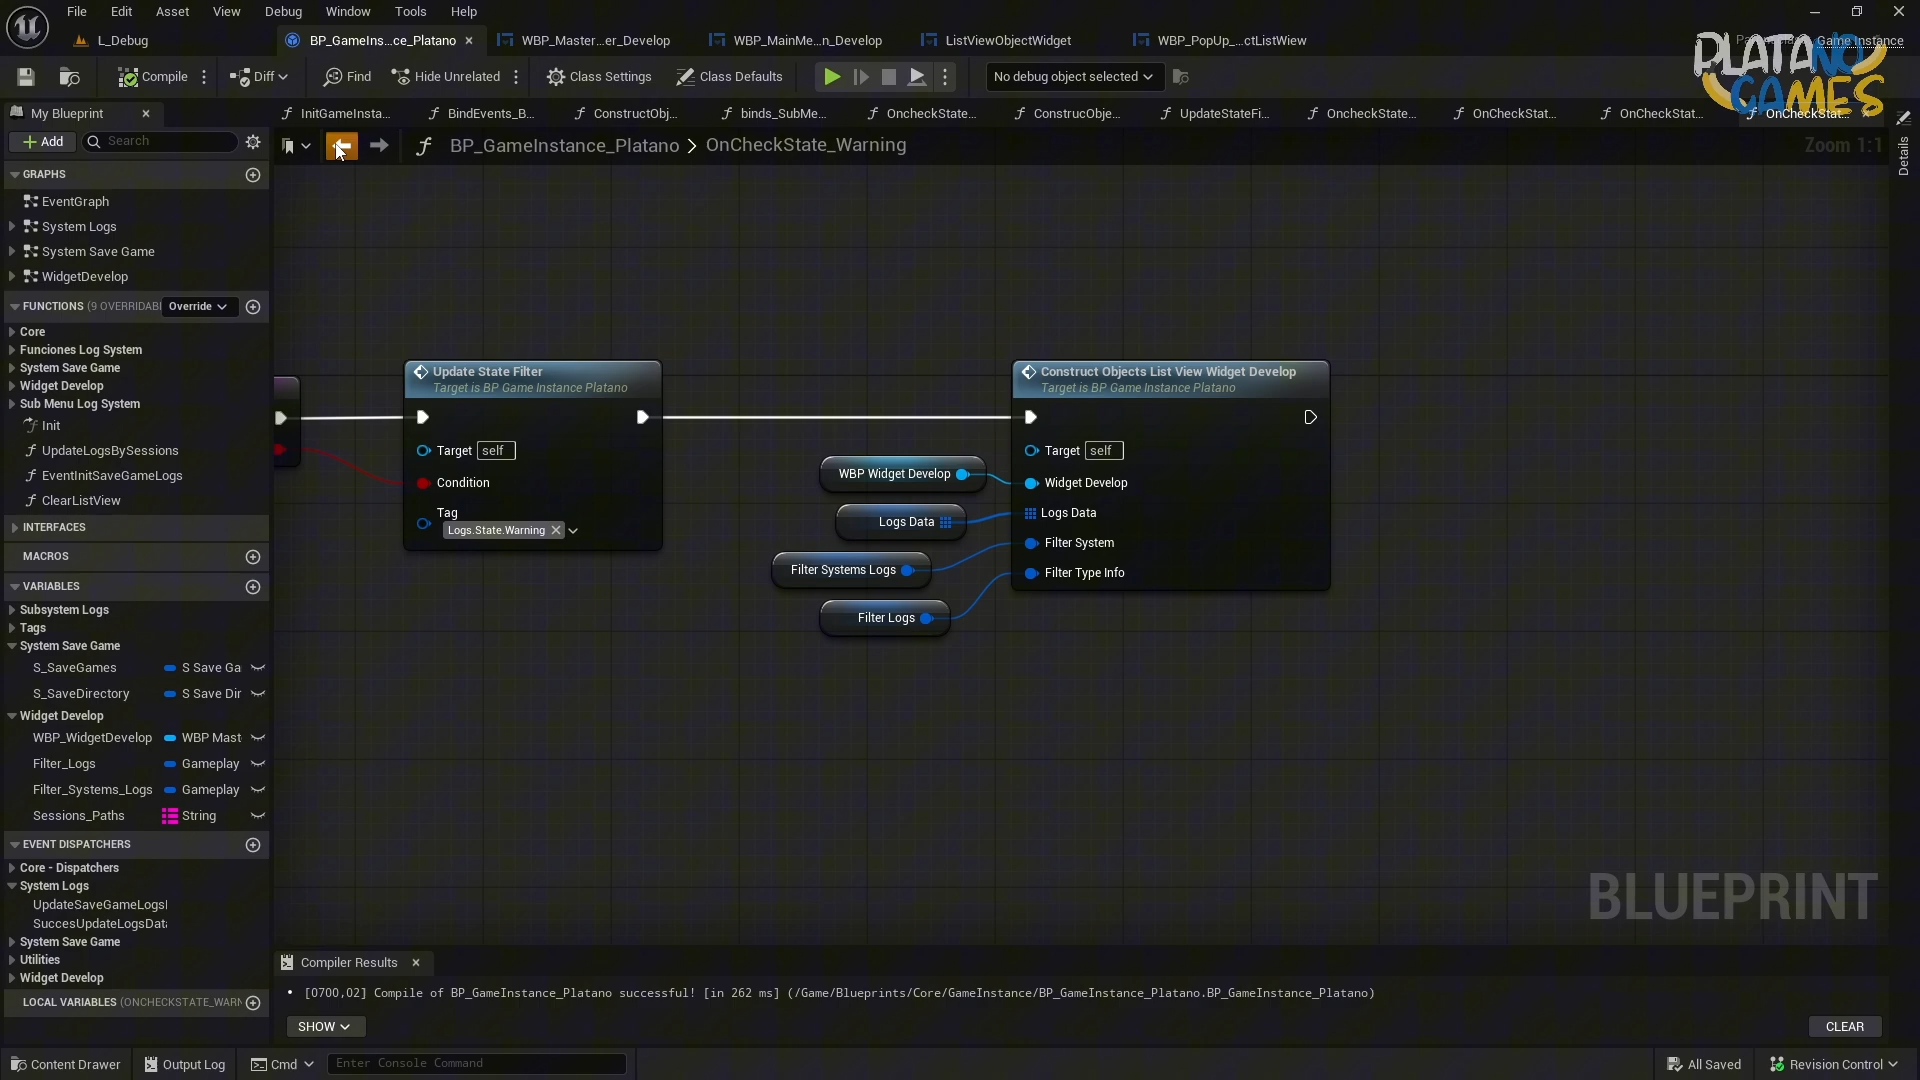 File Edit Asset View Debug Window Tools Help
L_Debug BP_GameIns...ce_Platano WBP_Master...er_Develop WBP_MainMe...n_Develop ListViewObjectWidget WBP_PopUp_...ctListView Game Instance
PLATANO GAMES
Compile Diff Find Hide Unrelated Class Settings Class Defaults No debug object selected
My Blueprint InitGameInsta... BindEvents_B... ConstructObj... binds_SubMe... OncheckState... ConstrucObje... UpdateStateFi... OncheckState... OnCheckStat... OnCheckStat... OnCheckStat...
Add Search BP_GameInstance_Platano > OnCheckState_Warning Zoom 1:1
Details
GRAPHS
EventGraph
System Logs
System Save Game
WidgetDevelop
FUNCTIONS (9 OVERRIDAB Override
Core
Funciones Log System
System Save Game
Widget Develop
Sub Menu Log System
Init
UpdateLogsBySessions
EventInitSaveGameLogs
ClearListView
INTERFACES
MACROS
VARIABLES
Subsystem Logs
Tags
System Save Game
S_SaveGames S Save Ga
S_SaveDirectory S Save Dir
Widget Develop
WBP_WidgetDevelop WBP Mast
Filter_Logs Gameplay
Filter_Systems_Logs Gameplay
Sessions_Paths String
EVENT DISPATCHERS
Core - Dispatchers
System Logs
UpdateSaveGameLogsI
SuccesUpdateLogsData
System Save Game
Utilities
Widget Develop
LOCAL VARIABLES (ONCHECKSTATE_WARN
Update State Filter
Target is BP Game Instance Platano
Target self
Condition
Tag
Logs.State.Warning
WBP Widget Develop
Logs Data
Filter Systems Logs
Filter Logs
Construct Objects List View Widget Develop
Target is BP Game Instance Platano
Target self
Widget Develop
Logs Data
Filter System
Filter Type Info
BLUEPRINT
Compiler Results
[0700,02] Compile of BP_GameInstance_Platano successful! [in 262 ms] (/Game/Blueprints/Core/GameInstance/BP_GameInstance_Platano.BP_GameInstance_Platano)
SHOW CLEAR
Content Drawer Output Log Cmd Enter Console Command All Saved Revision Control